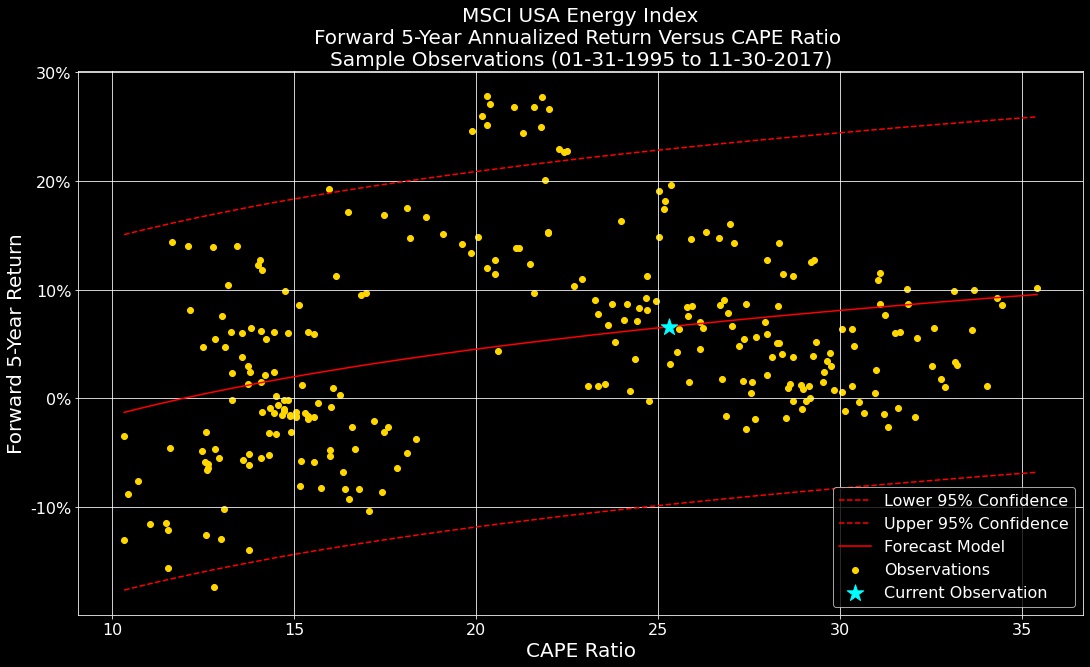 MSCI USA Energy Index
Forward 5-Year Annualized Return Versus CAPE Ratio
Sample Observations (01-31-1995 to 11-30-2017)
30%
20%
10%
0%
-10%
Forward 5-Year Return
10
15
20
25
30
35
CAPE Ratio
Lower 95% Confidence
Upper 95% Confidence
Forecast Model
Observations
Current Observation